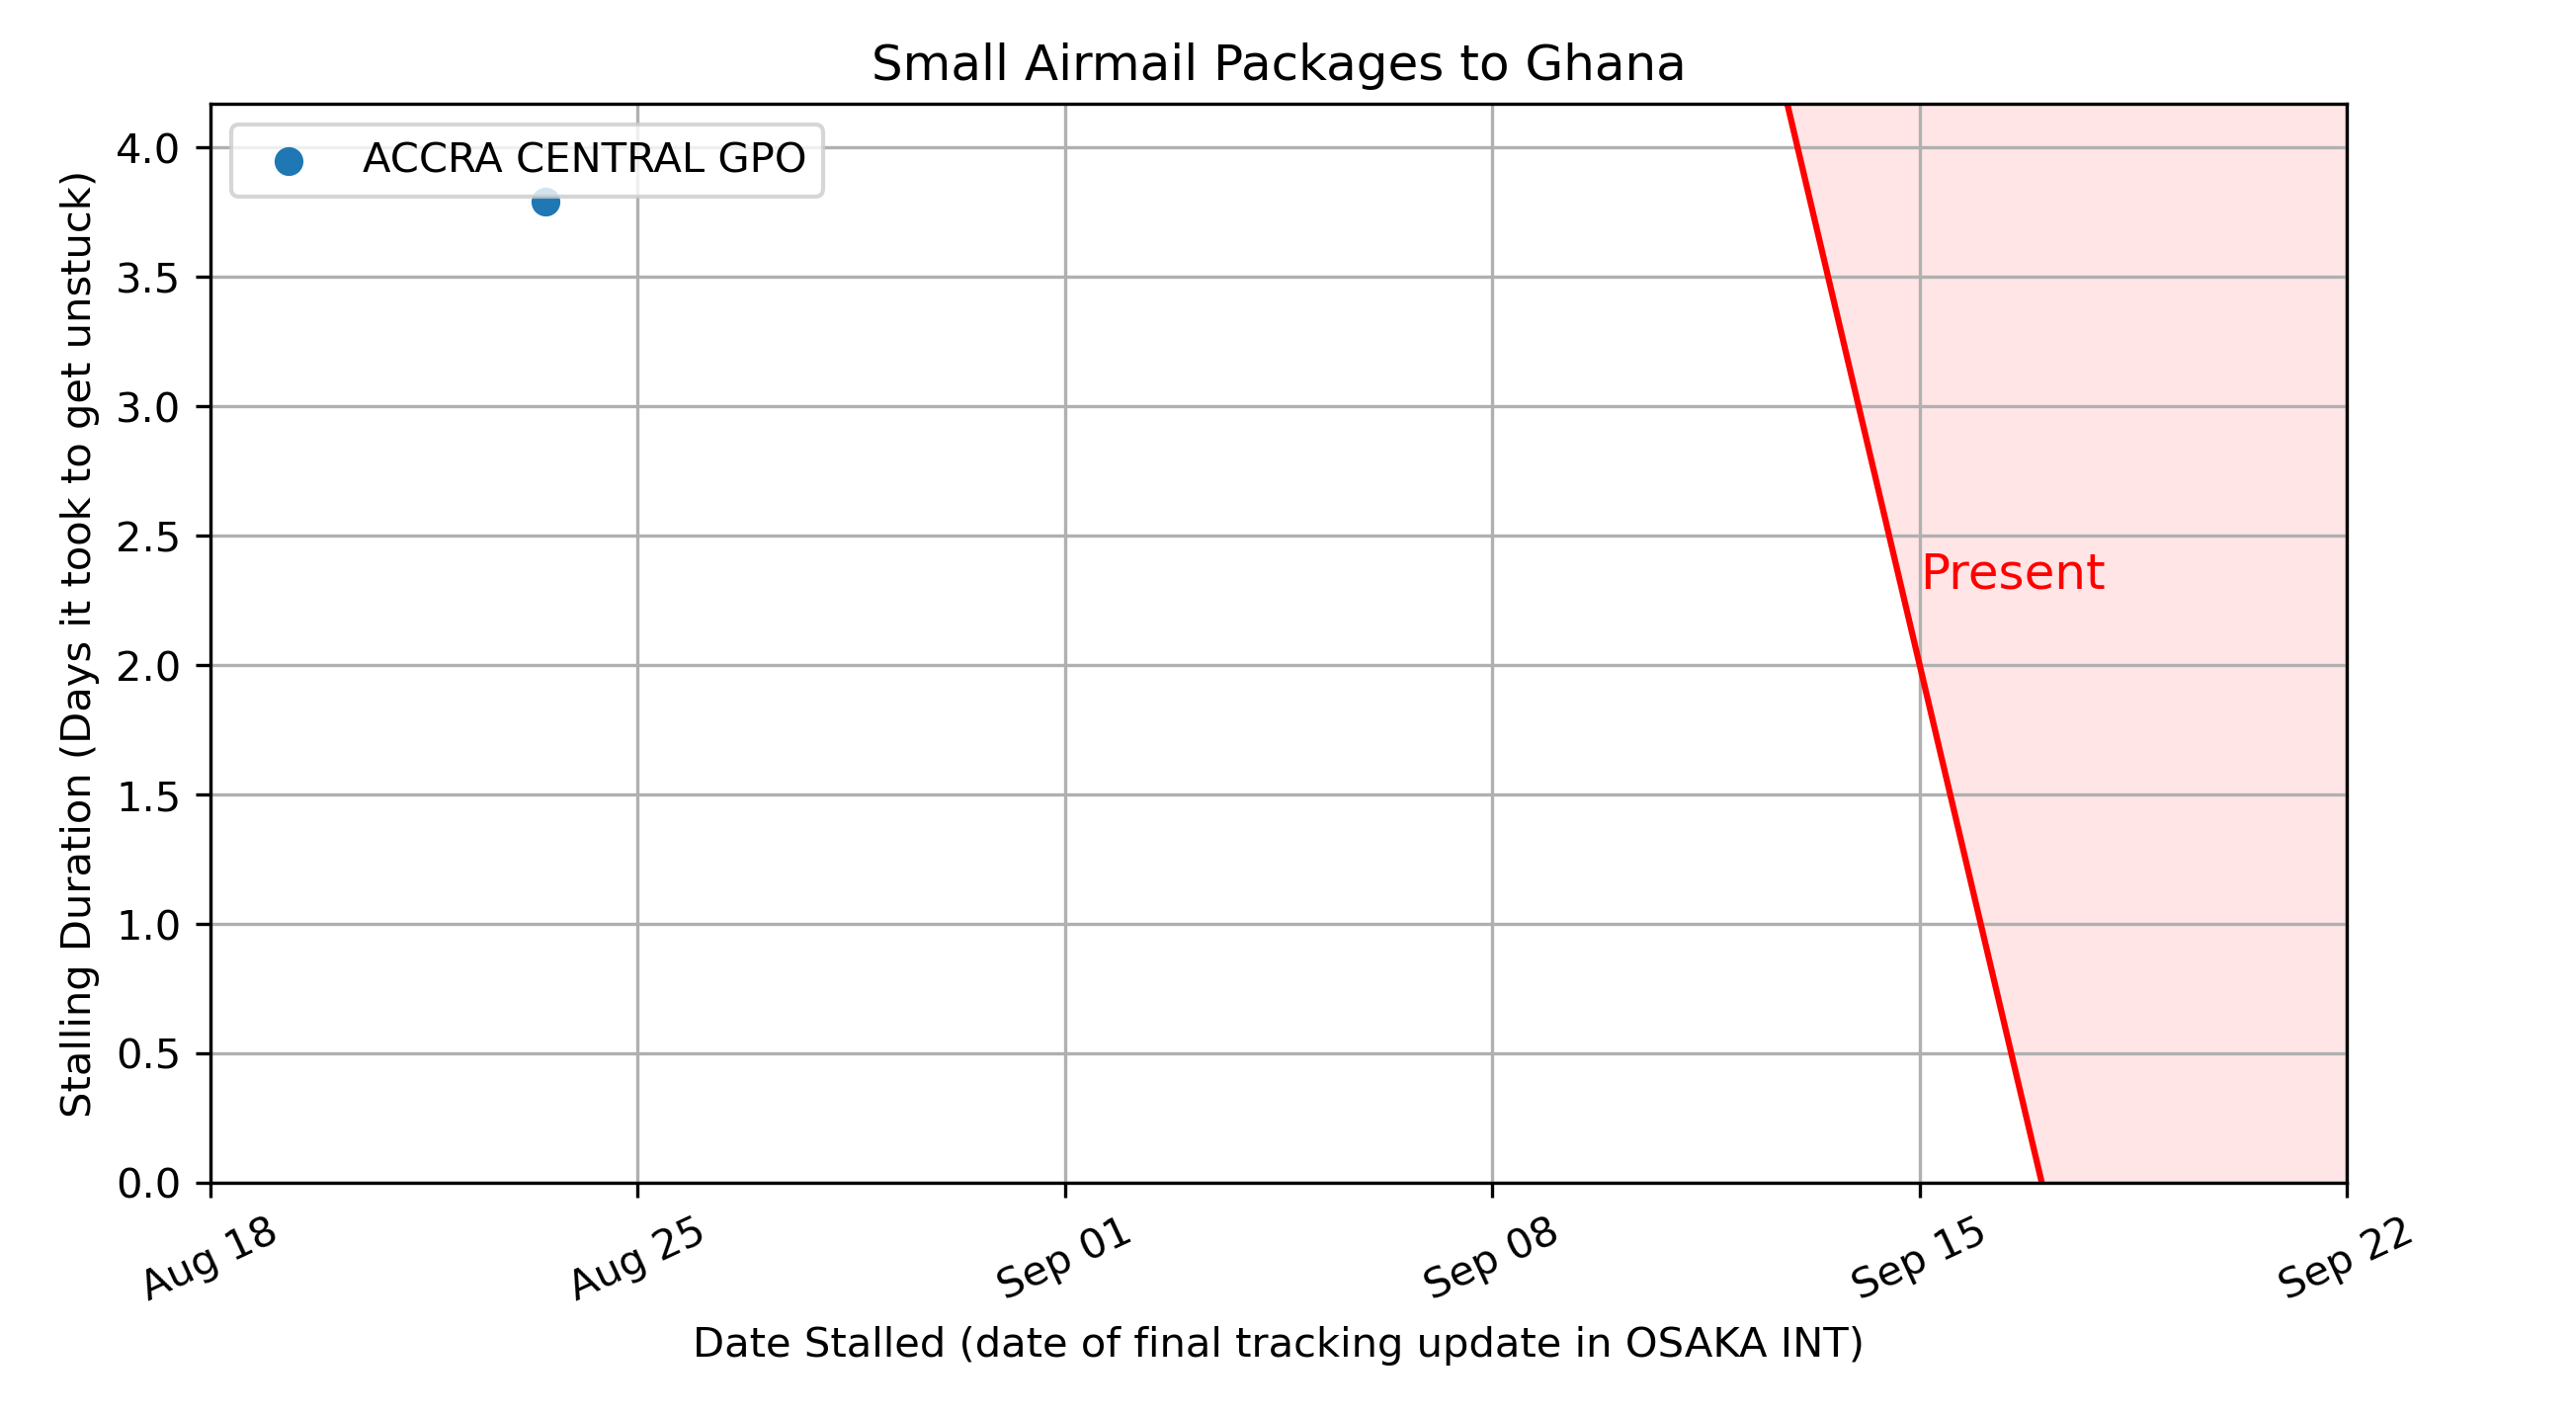 Small Airmail Packages to Ghana
ACCRA CENTRAL GPO
Stalling Duration (Days it took to get unstuck)
4.0
3.5
3.0
2.5
2.0
1.5
1.0
0.5
0.0
Present
Aug 18
Aug 25
Sep 01
Sep 08
Sep 15
Sep 22
Date Stalled (date of final tracking update in OSAKA INT)